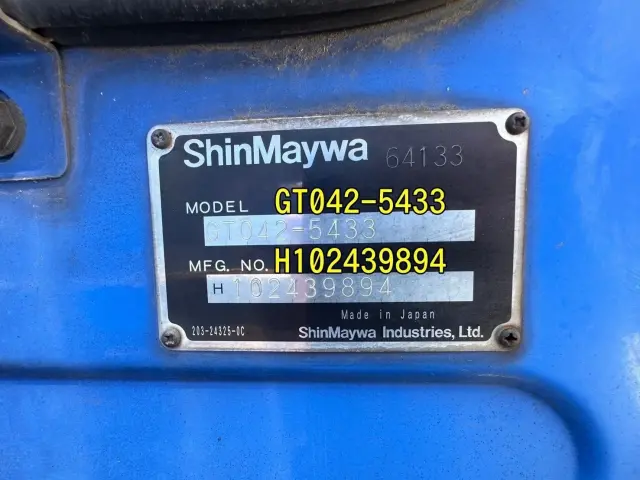 ShinMaywa 64133
MODEL GT042-5433
GT042-5433
MFG. NO. H102439894
H 102439894
Made in Japan
203-24325-0C ShinMaywa Industries, Ltd.